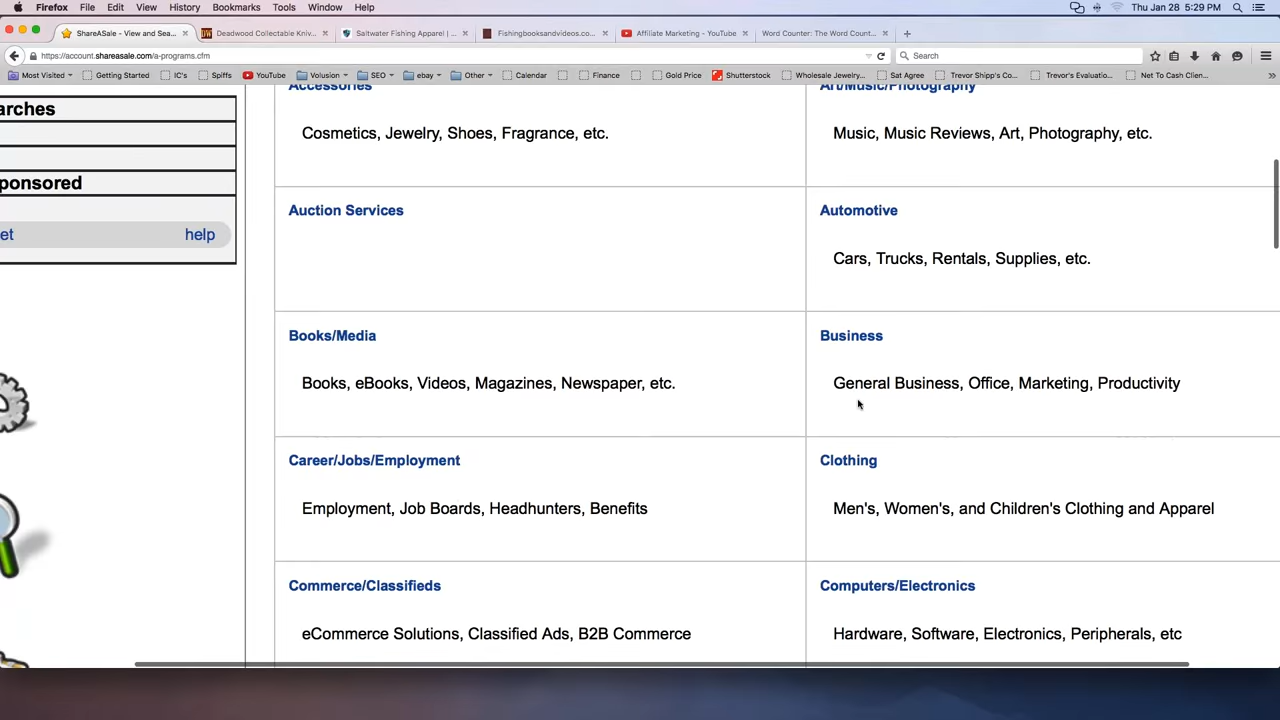 Firefox File Edit View History Bookmarks Tools Window Help Thu Jan 28 5:29 PM
ShareASale - View and Sea... Deadwood Collectable Kniv... Saltwater Fishing Apparel | ... Fishingbooksandvideos.co... Affiliate Marketing - YouTube Word Counter: The Word Count...
https://account.shareasale.com/a-programs.cfm Search
Most Visited Getting Started IC's Spiffs YouTube Volusion SEO ebay Other Calendar Finance Gold Price Shutterstock Wholesale Jewelry... Sat Agree Trevor Shipp's Co... Trevor's Evaluatio... Net To Cash Clien...
Accessories
Art/Music/Photography
arches
Cosmetics, Jewelry, Shoes, Fragrance, etc.
Music, Music Reviews, Art, Photography, etc.
ponsored
et help
Auction Services
Automotive
Cars, Trucks, Rentals, Supplies, etc.
Books/Media
Business
Books, eBooks, Videos, Magazines, Newspaper, etc.
General Business, Office, Marketing, Productivity
Career/Jobs/Employment
Clothing
Employment, Job Boards, Headhunters, Benefits
Men's, Women's, and Children's Clothing and Apparel
Commerce/Classifieds
Computers/Electronics
eCommerce Solutions, Classified Ads, B2B Commerce
Hardware, Software, Electronics, Peripherals, etc